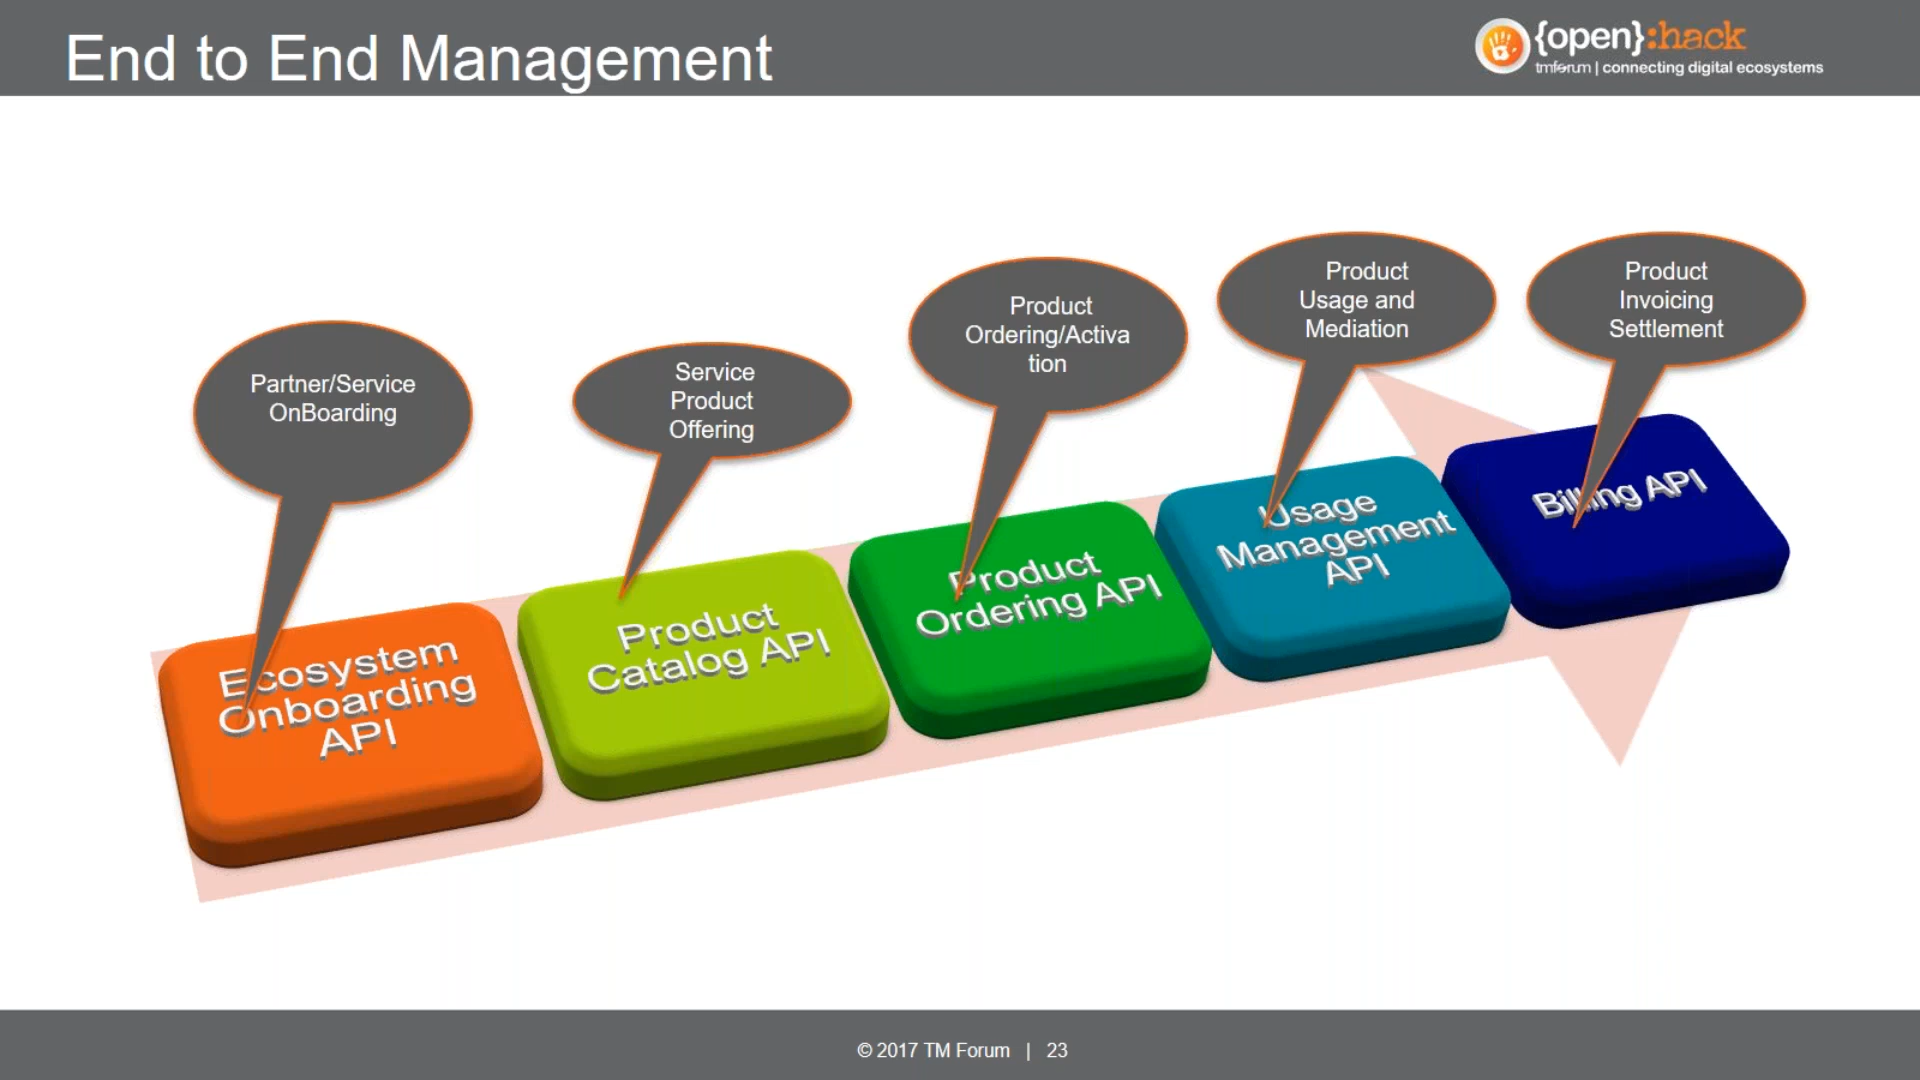 End to End Management
{open}:hack
tmforum | connecting digital ecosystems
Partner/Service
OnBoarding
Service
Product
Offering
Product
Ordering/Activa
tion
Product
Usage and
Mediation
Product
Invoicing
Settlement
Ecosystem
Onboarding
API
Product
Catalog API
Product
Ordering API
Usage
Management
API
Billing API
© 2017 TM Forum | 23